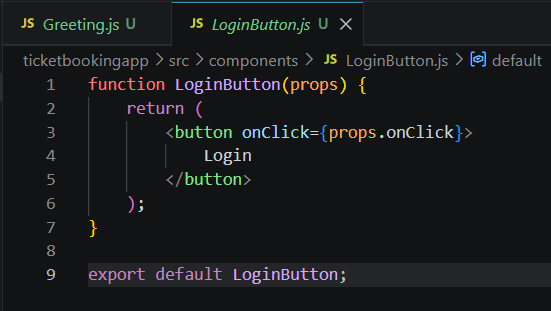 JS Greeting.js U JS LoginButton.js U ×
ticketbookingapp > src > components > JS LoginButton.js > default
1 function LoginButton(props) {
2     return (
3         <button onClick={props.onClick}>
4             Login
5         </button>
6     );
7 }
8
9 export default LoginButton;